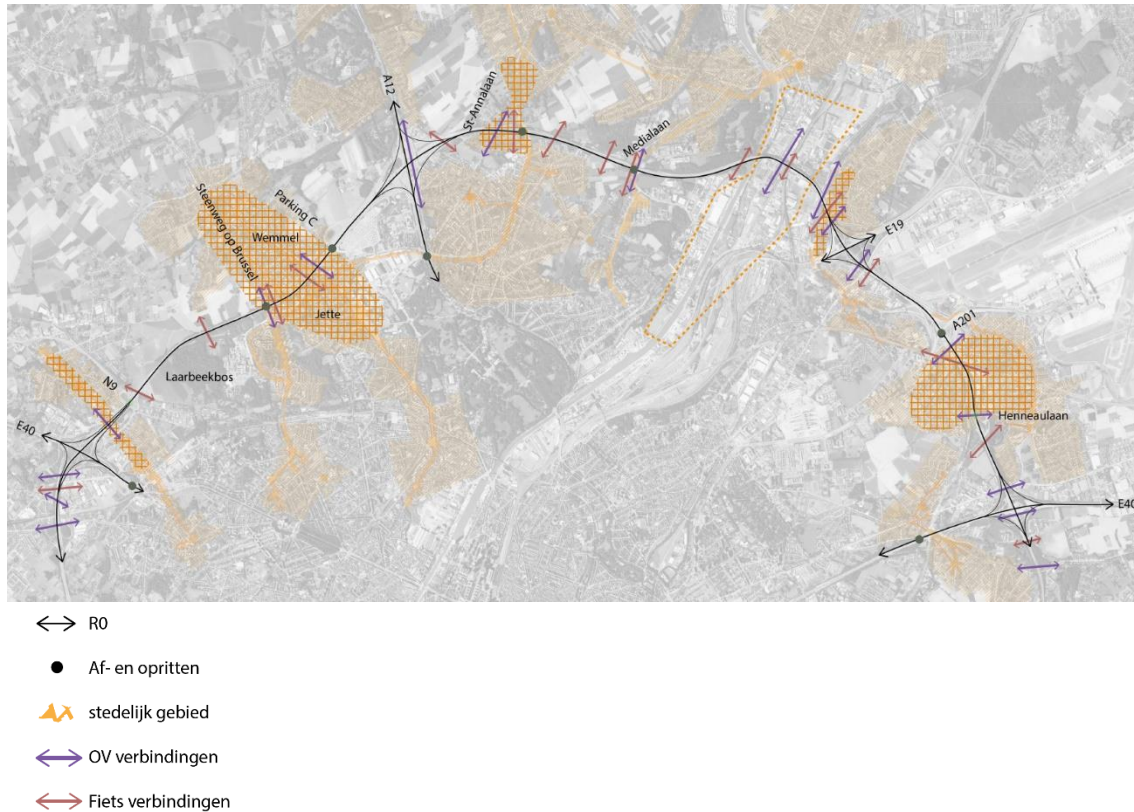 A12
St-Annalaan
Medialaan
Parking C
Steenweg op Brussel
Wemmel
E19
Jette
A201
Laarbeekbos
N9
Henneaulaan
E40
E40
R0
Af- en opritten
stedelijk gebied
OV verbindingen
Fiets verbindingen